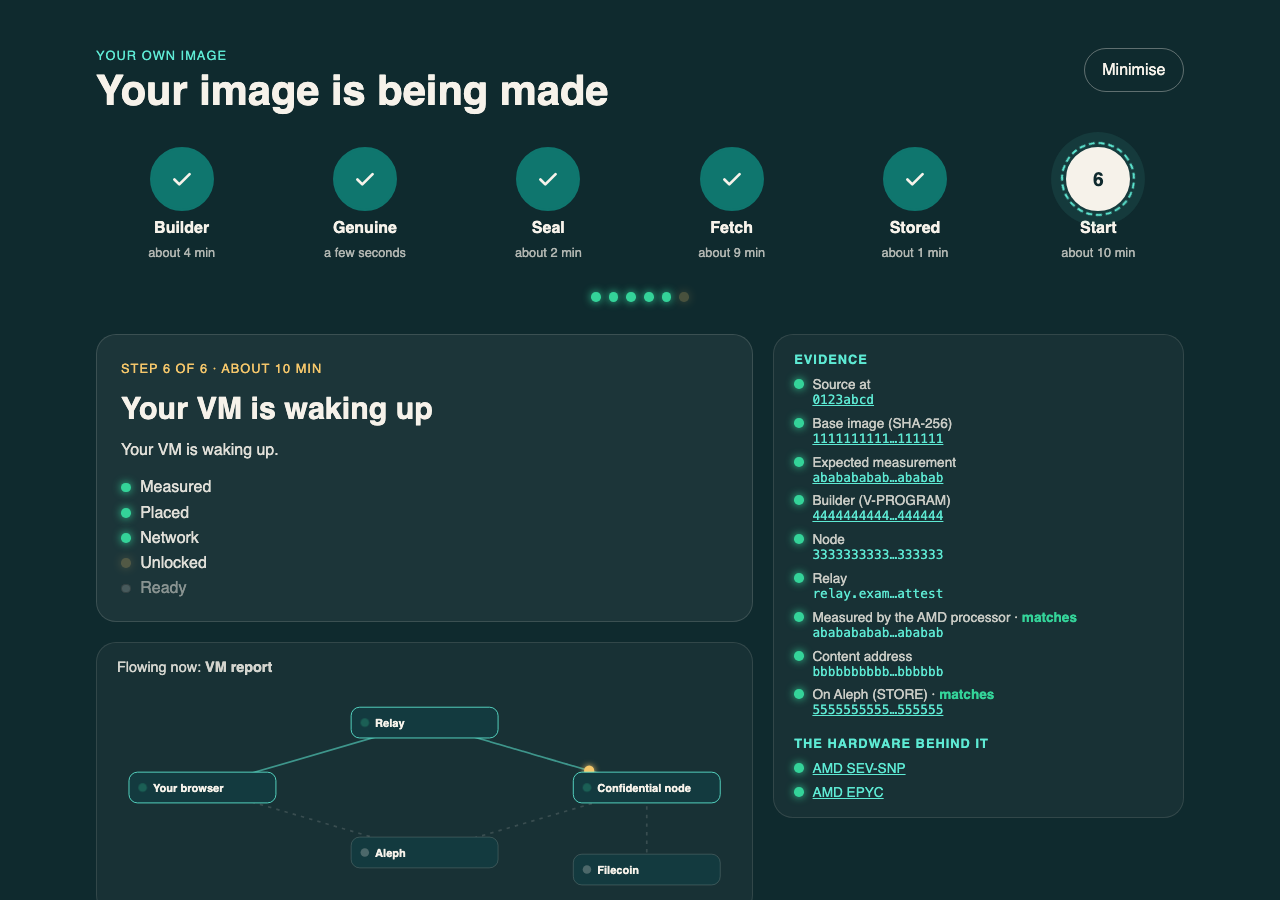 YOUR OWN IMAGE
Your image is being made
Minimise
6
Builder
about 4 min
Genuine
a few seconds
Seal
about 2 min
Fetch
about 9 min
Stored
about 1 min
Start
about 10 min
STEP 6 OF 6 · ABOUT 10 MIN
Your VM is waking up
Your VM is waking up.
Measured
Placed
Network
Unlocked
Ready
Flowing now: VM report
Relay
Your browser
Confidential node
Aleph
Filecoin
EVIDENCE
Source at
0123abcd
Base image (SHA-256)
1111111111…111111
Expected measurement
ababababab…ababab
Builder (V-PROGRAM)
4444444444…444444
Node
3333333333…333333
Relay
relay.exam…attest
Measured by the AMD processor · matches
ababababab…ababab
Content address
bbbbbbbbbb…bbbbbb
On Aleph (STORE) · matches
5555555555…555555
THE HARDWARE BEHIND IT
AMD SEV-SNP
AMD EPYC